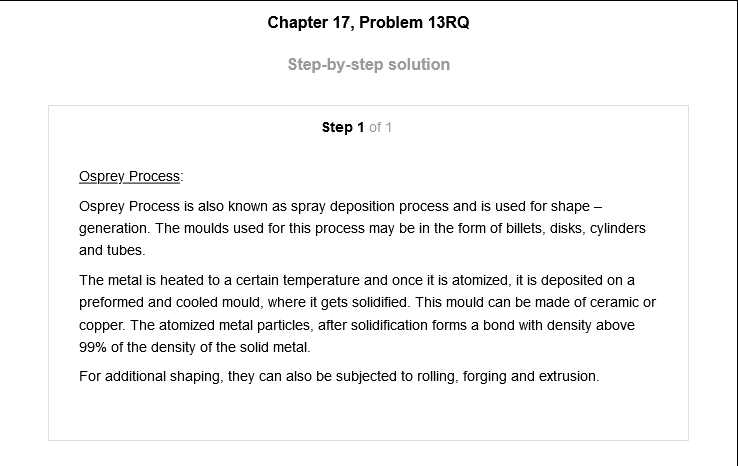 Chapter 17, Problem 13RQ
Step-by-step solution
Step 1 of 1
Osprey Process:
Osprey Process is also known as spray deposition process and is used for shape –
generation. The moulds used for this process may be in the form of billets, disks, cylinders
and tubes.
The metal is heated to a certain temperature and once it is atomized, it is deposited on a
preformed and cooled mould, where it gets solidified. This mould can be made of ceramic or
copper. The atomized metal particles, after solidification forms a bond with density above
99% of the density of the solid metal.
For additional shaping, they can also be subjected to rolling, forging and extrusion.